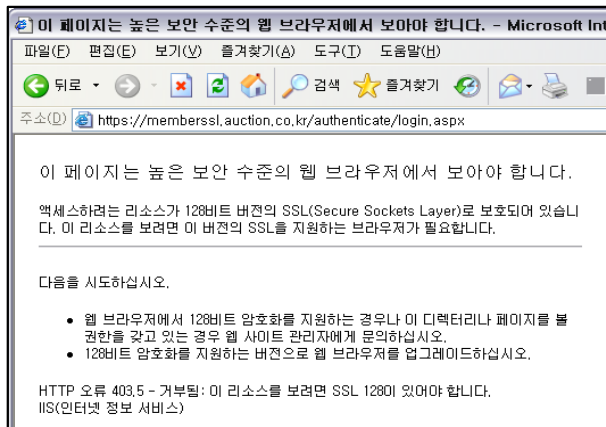 이 페이지는 높은 보안 수준의 웹 브라우저에서 보아야 합니다. - Microsoft Int
파일(F) 편집(E) 보기(V) 즐겨찾기(A) 도구(T) 도움말(H)
뒤로 검색 즐겨찾기
주소(D) https://memberssl.auction.co.kr/authenticate/login.aspx
이 페이지는 높은 보안 수준의 웹 브라우저에서 보아야 합니다.
액세스하려는 리소스가 128비트 버전의 SSL(Secure Sockets Layer)로 보호되어 있습니
다. 이 리소스를 보려면 이 버전의 SSL을 지원하는 브라우저가 필요합니다.
다음을 시도하십시오.
• 웹 브라우저에서 128비트 암호화를 지원하는 경우나 이 디렉터리나 페이지를 볼
권한을 갖고 있는 경우 웹 사이트 관리자에게 문의하십시오.
• 128비트 암호화를 지원하는 버전으로 웹 브라우저를 업그레이드하십시오.
HTTP 오류 403.5 - 거부됨: 이 리소스를 보려면 SSL 128이 있어야 합니다.
IIS(인터넷 정보 서비스)